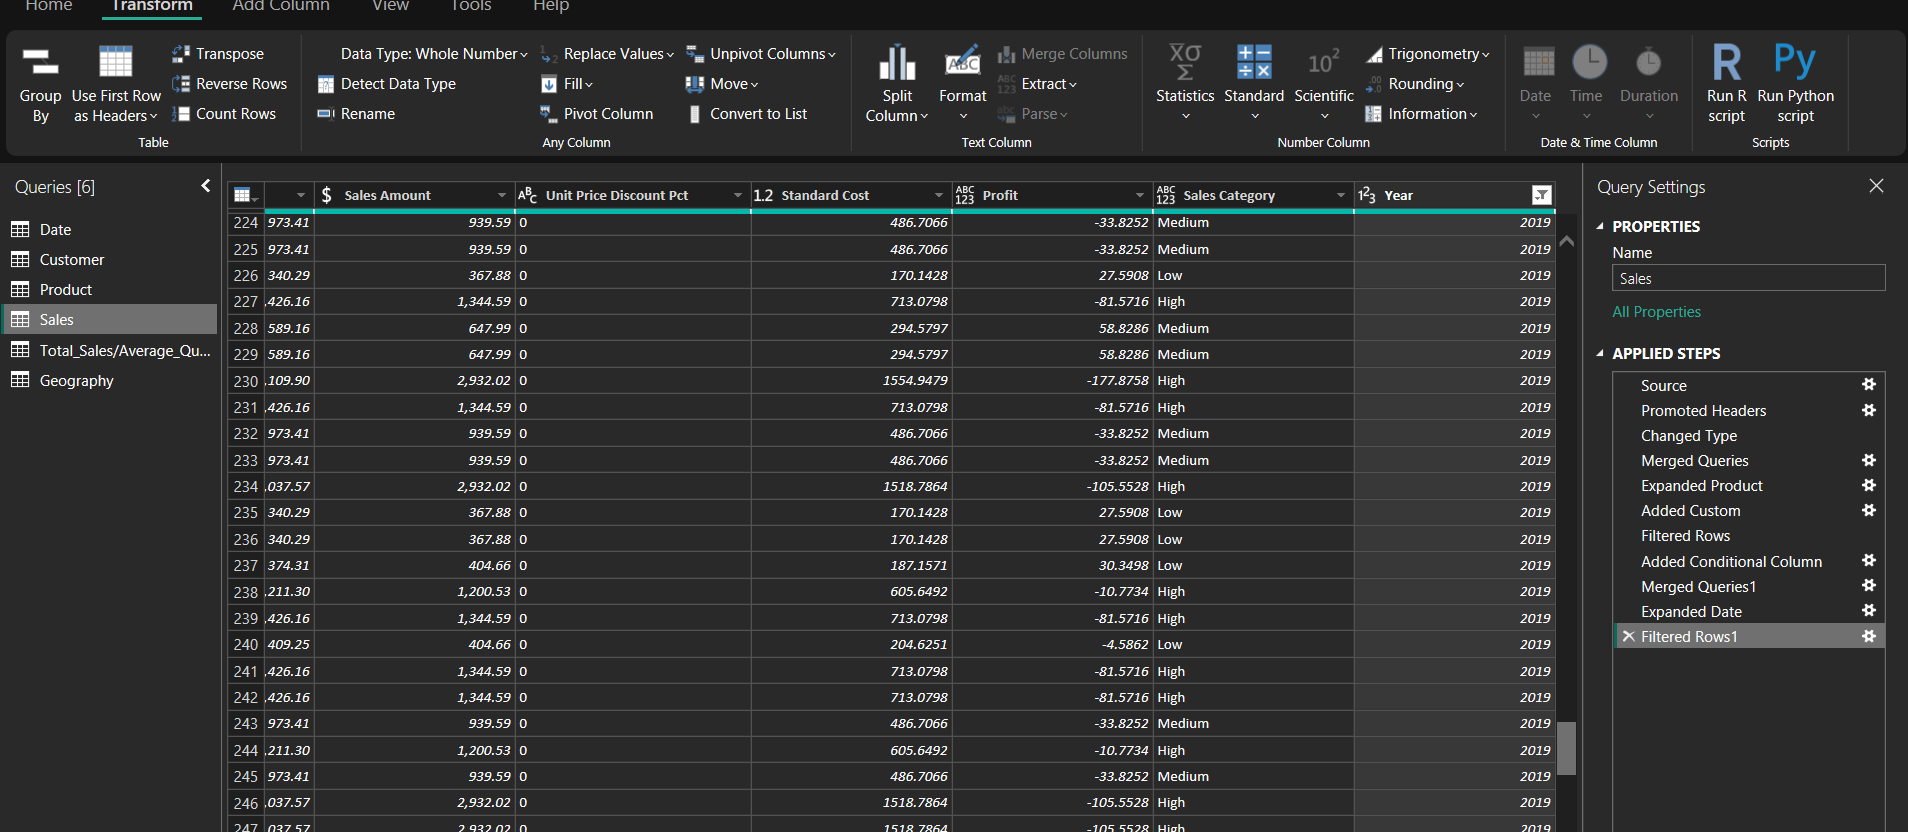 Home Transform Add Column View Tools Help
Group By
Use First Row as Headers
Transpose
Reverse Rows
Count Rows
Table
Data Type: Whole Number
Detect Data Type
Rename
Replace Values
Fill
Pivot Column
Unpivot Columns
Move
Convert to List
Any Column
Split Column
Format
Merge Columns
Extract
Parse
Text Column
Statistics
Standard
Scientific
Trigonometry
Rounding
Information
Number Column
Date
Time
Duration
Date & Time Column
Run R script
Run Python script
Scripts
Queries [6]
Date
Customer
Product
Sales
Total_Sales/Average_Qu...
Geography
$ Sales Amount ABC Unit Price Discount Pct 1.2 Standard Cost ABC 123 Profit ABC 123 Sales Category 123 Year
224 973.41 939.59 0 486.7066 -33.8252 Medium 2019
225 973.41 939.59 0 486.7066 -33.8252 Medium 2019
226 340.29 367.88 0 170.1428 27.5908 Low 2019
227 ,426.16 1,344.59 0 713.0798 -81.5716 High 2019
228 589.16 647.99 0 294.5797 58.8286 Medium 2019
229 589.16 647.99 0 294.5797 58.8286 Medium 2019
230 ,109.90 2,932.02 0 1554.9479 -177.8758 High 2019
231 ,426.16 1,344.59 0 713.0798 -81.5716 High 2019
232 973.41 939.59 0 486.7066 -33.8252 Medium 2019
233 973.41 939.59 0 486.7066 -33.8252 Medium 2019
234 ,037.57 2,932.02 0 1518.7864 -105.5528 High 2019
235 340.29 367.88 0 170.1428 27.5908 Low 2019
236 340.29 367.88 0 170.1428 27.5908 Low 2019
237 374.31 404.66 0 187.1571 30.3498 Low 2019
238 ,211.30 1,200.53 0 605.6492 -10.7734 High 2019
239 ,426.16 1,344.59 0 713.0798 -81.5716 High 2019
240 409.25 404.66 0 204.6251 -4.5862 Low 2019
241 ,426.16 1,344.59 0 713.0798 -81.5716 High 2019
242 ,426.16 1,344.59 0 713.0798 -81.5716 High 2019
243 973.41 939.59 0 486.7066 -33.8252 Medium 2019
244 ,211.30 1,200.53 0 605.6492 -10.7734 High 2019
245 973.41 939.59 0 486.7066 -33.8252 Medium 2019
246 ,037.57 2,932.02 0 1518.7864 -105.5528 High 2019
247 ,037.57 2,932.02 0 1518.7864 -105.5528 High 2019
Query Settings
PROPERTIES
Name
Sales
All Properties
APPLIED STEPS
Source
Promoted Headers
Changed Type
Merged Queries
Expanded Product
Added Custom
Filtered Rows
Added Conditional Column
Merged Queries1
Expanded Date
Filtered Rows1